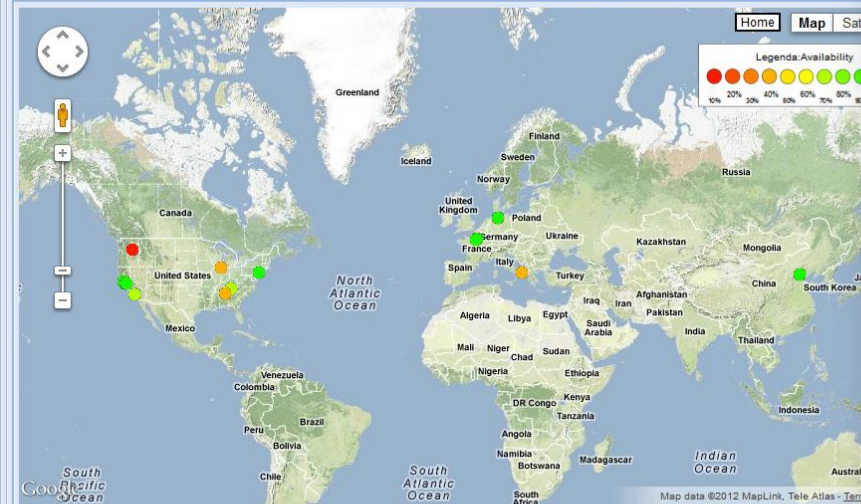 Home
Map
Sat
Legenda:Availability
20%
40%
60%
80%
10%
30%
50%
70%
Greenland
Finland
Iceland
Sweden
Russia
Norway
United
Kingdom
Canada
Poland
Germany
Ukraine
France
Kazakhstan
Mongolia
Italy
Spain
United States
Turkey
China
South Korea
North
Atlantic
Ocean
Iraq
Iran
Afghanistan
Pakistan
Algeria
Libya
Egypt
Saudi
Arabia
Mexico
India
Thailand
Mali
Niger
Chad
Sudan
Nigeria
Ethiopia
Venezuela
Colombia
Kenya
DR Congo
Tanzania
Indonesia
Brazil
Peru
Angola
Bolivia
Namibia
Botswana
Madagascar
Indian
Ocean
Chile
South
Pacific
Ocean
South
Atlantic
Ocean
South
Africa
Austral
Google
Map data ©2012 MapLink, Tele Atlas - Ter